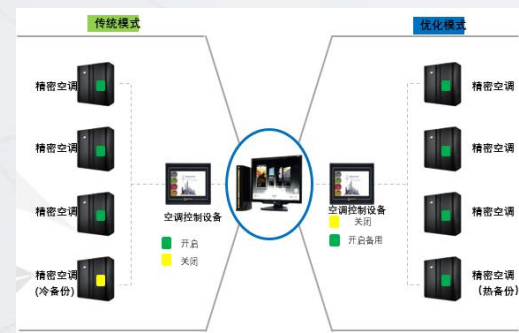 传统模式
优化模式
精密空调
精密空调
精密空调
精密空调
(冷备份)
空调控制设备
开启
关闭
空调控制设备
关闭
开启备用
精密空调
精密空调
精密空调
精密空调
(热备份)